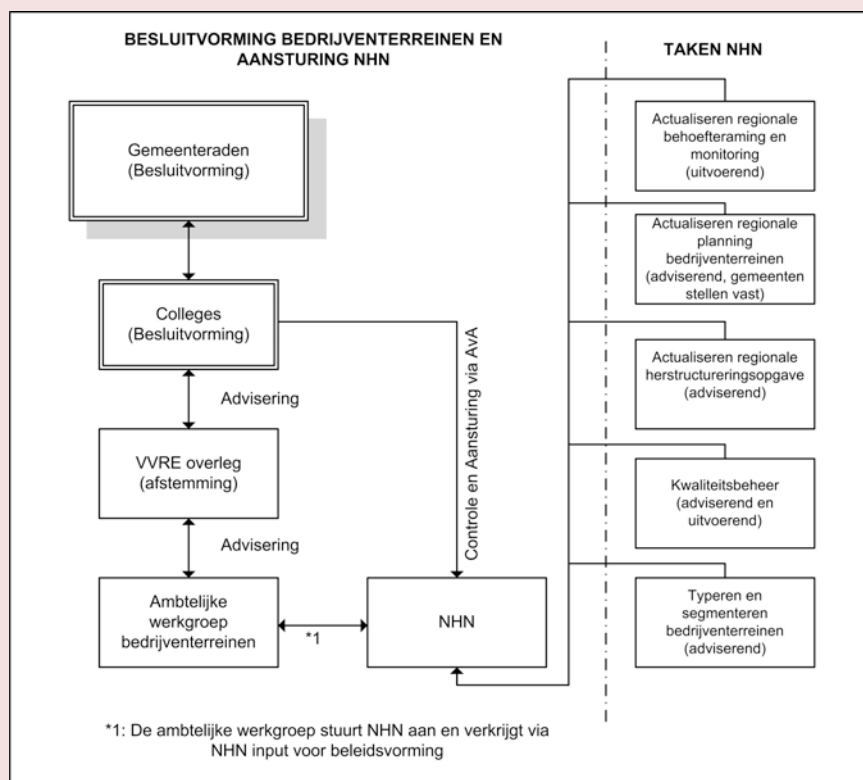 BESLUITVORMING BEDRIJVENTERREINEN EN
AANSTURING NHN
Gemeenteraden
(Besluitvorming)
Colleges
(Besluitvorming)
Advisering
VVRE overleg
(afstemming)
Advisering
Ambtelijke
werkgroep
bedrijventerreinen
*1
NHN
Controle en Aansturing via AvA
*1: De ambtelijke werkgroep stuurt NHN aan en verkrijgt via
NHN input voor beleidsvorming
TAKEN NHN
Actualiseren regionale
behoefteraming en
monitoring
(uitvoerend)
Actualiseren regionale
planning
bedrijventerreinen
(adviserend, gemeenten
stellen vast)
Actualiseren regionale
herstructureringsopgave
(adviserend)
Kwaliteitsbeheer
(adviserend en
uitvoerend)
Typeren en
segmenteren
bedrijventerreinen
(adviserend)